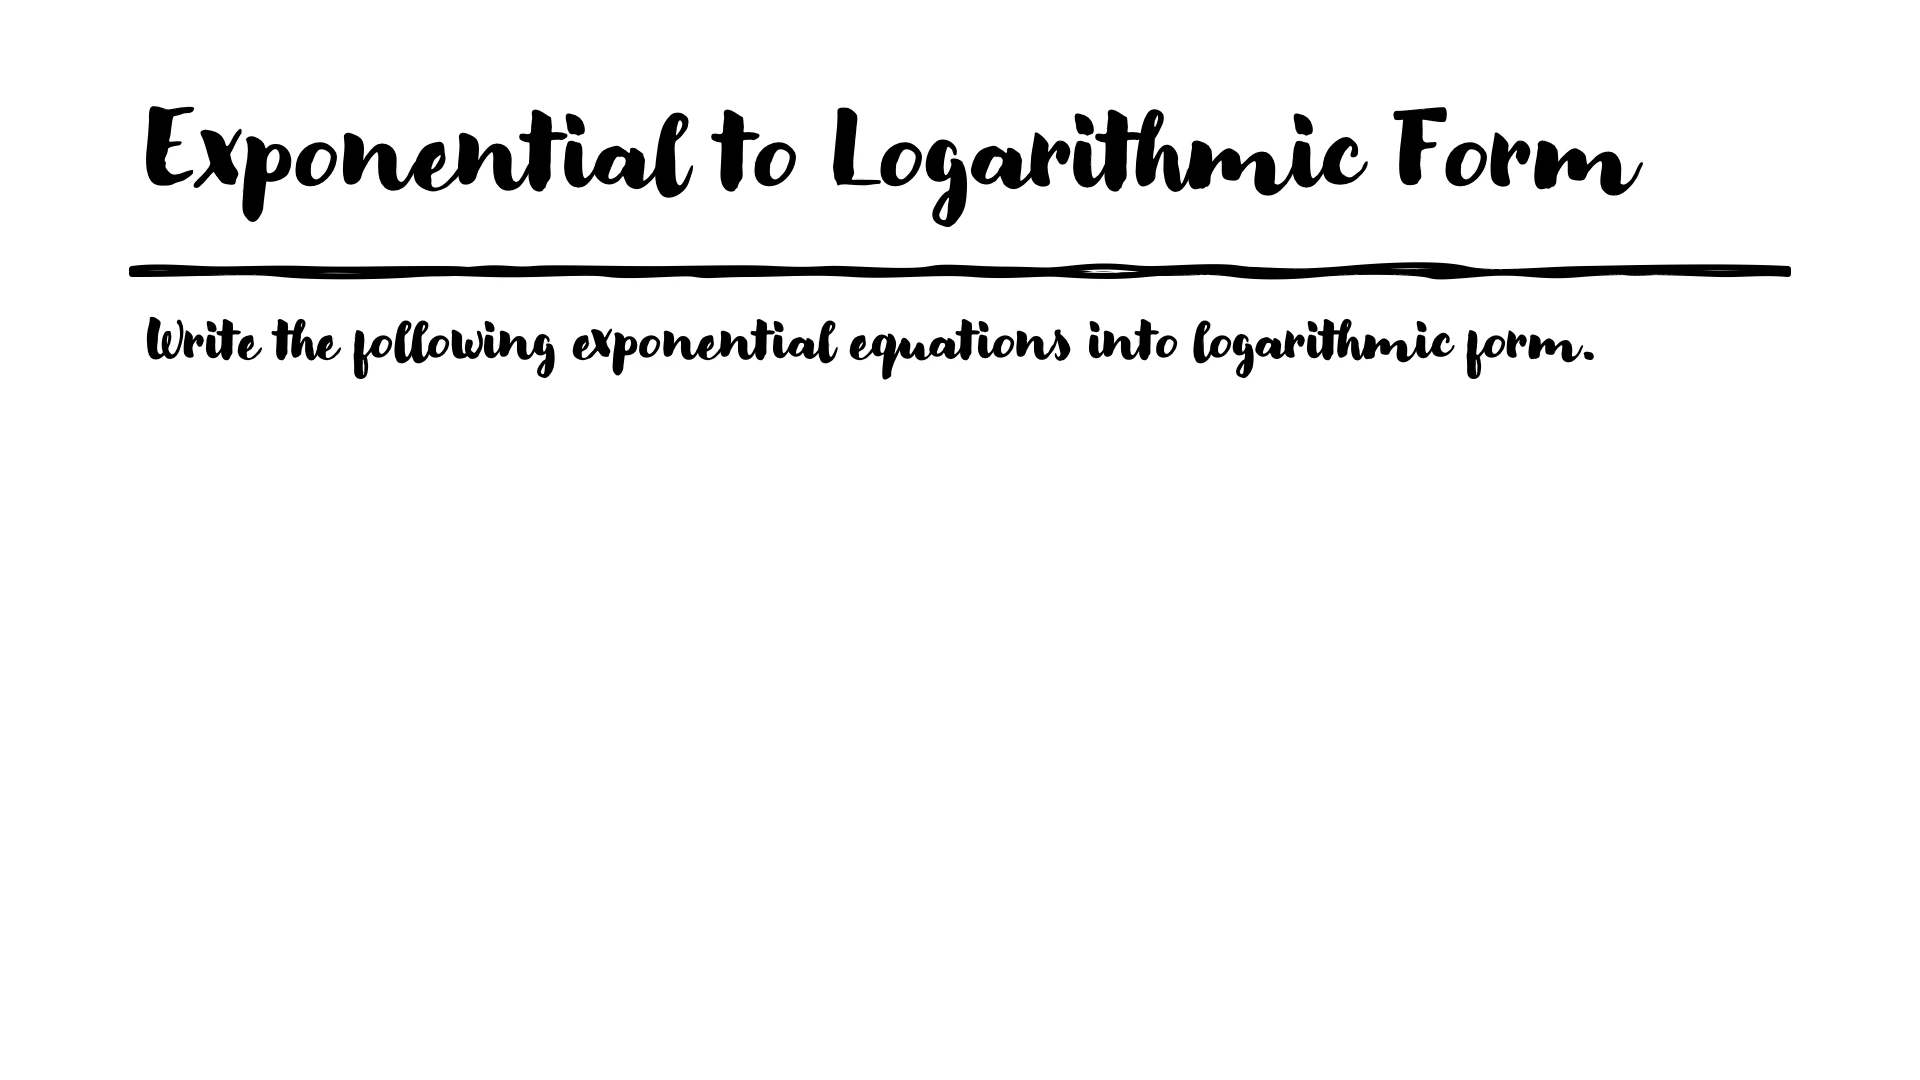 Exponential to Logarithmic Form
Write the following exponential equations into logarithmic form.